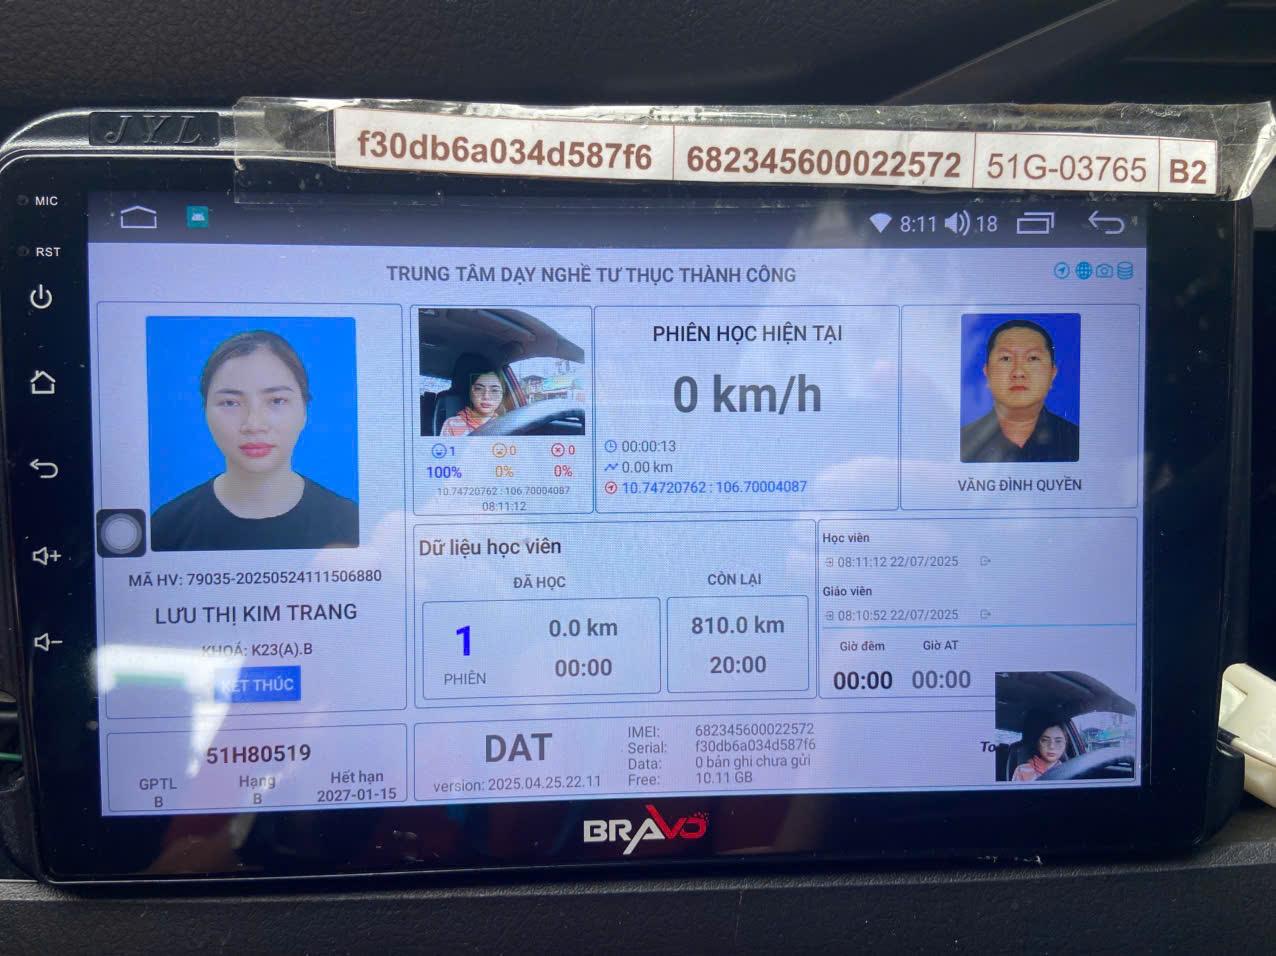 JYL
f30db6a034d587f6 682345600022572 51G-03765 B2
MIC
RST
8:11 18
TRUNG TÂM DẠY NGHỀ TƯ THỤC THÀNH CÔNG
MÃ HV: 79035-20250524111506880
LƯU THỊ KIM TRANG
KHOÁ: K23(A).B
KẾT THÚC
1 0 0
100% 0% 0%
10.74720762 : 106.70004087
08:11:12
PHIÊN HỌC HIỆN TẠI
0 km/h
00:00:13
0.00 km
10.74720762 : 106.70004087
VĂNG ĐÌNH QUYỀN
Dữ liệu học viên
ĐÃ HỌC CÒN LẠI
1 0.0 km 810.0 km
PHIÊN 00:00 20:00
Học viên
08:11:12 22/07/2025
Giáo viên
08:10:52 22/07/2025
Giờ đêm Giờ AT
00:00 00:00
51H80519
GPTL Hạng Hết hạn
B B 2027-01-15
DAT
version: 2025.04.25.22.11
IMEI: 682345600022572
Serial: f30db6a034d587f6
Data: 0 bản ghi chưa gửi
Free: 10.11 GB
BRAVO